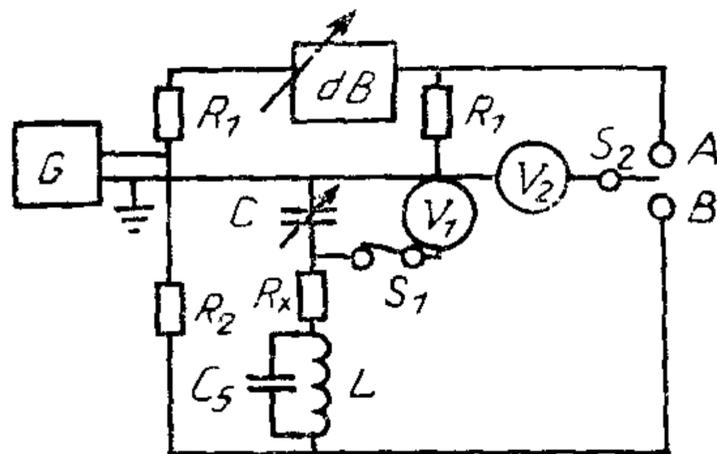 dB
R₁
R₁
G
S₂
A
V₂
B
C
V₁
S₁
Rₓ
R₂
C₅
L